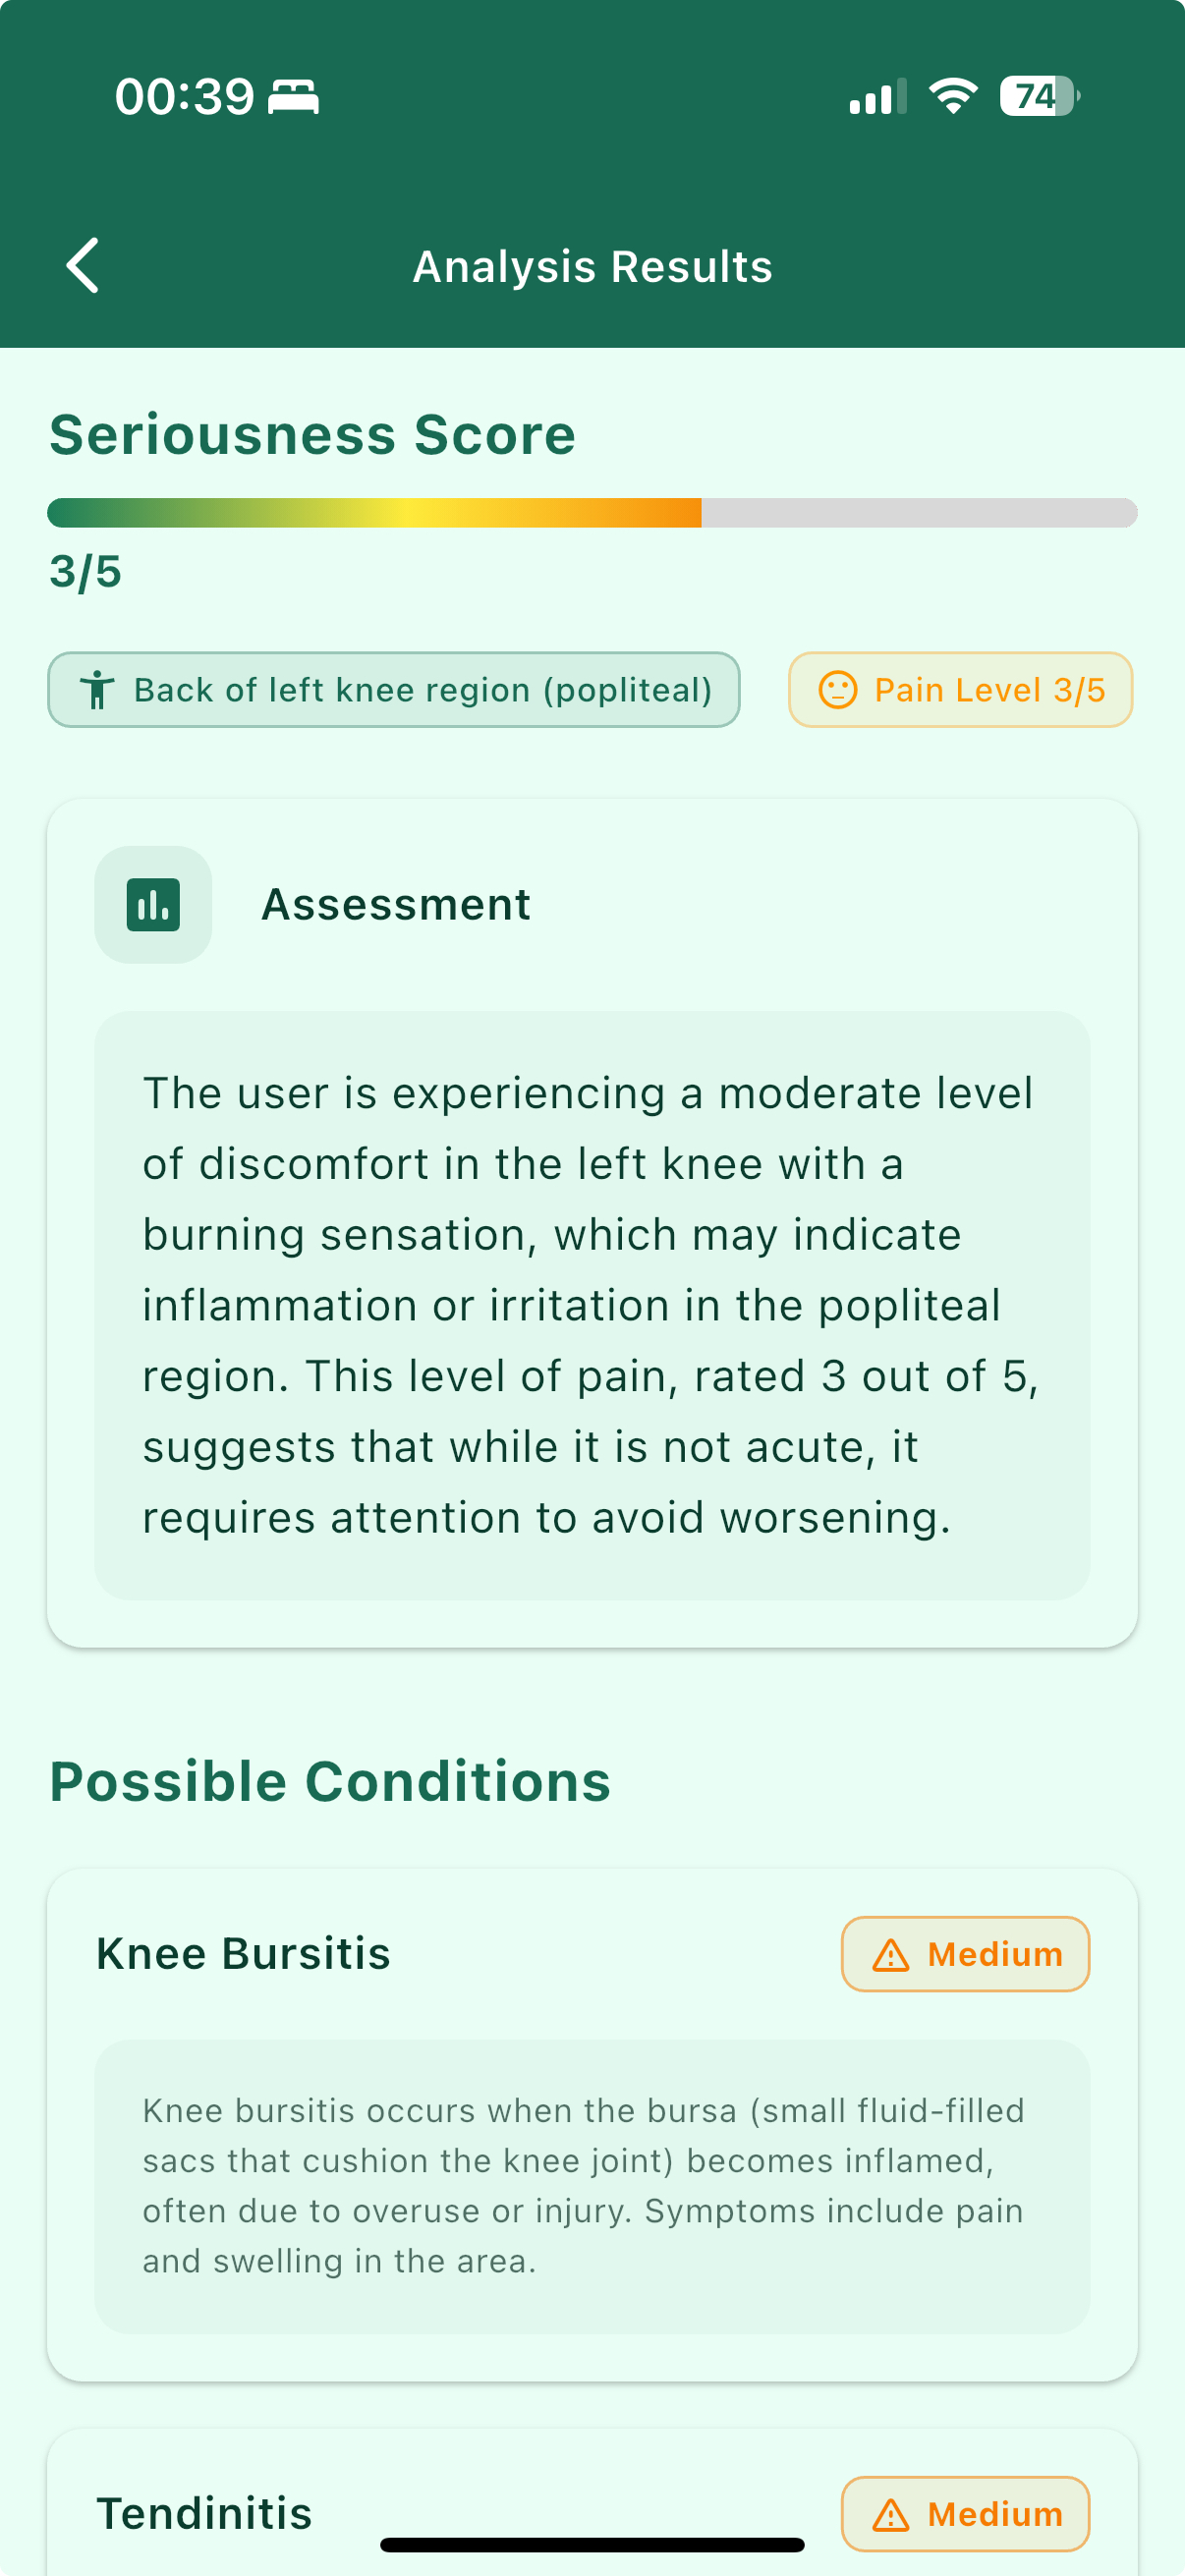 00:39
74
Analysis Results
Seriousness Score
3/5
Back of left knee region (popliteal)
Pain Level 3/5
Assessment
The user is experiencing a moderate level
of discomfort in the left knee with a
burning sensation, which may indicate
inflammation or irritation in the popliteal
region. This level of pain, rated 3 out of 5,
suggests that while it is not acute, it
requires attention to avoid worsening.
Possible Conditions
Knee Bursitis
Medium
Knee bursitis occurs when the bursa (small fluid-filled
sacs that cushion the knee joint) becomes inflamed,
often due to overuse or injury. Symptoms include pain
and swelling in the area.
Tendinitis
Medium